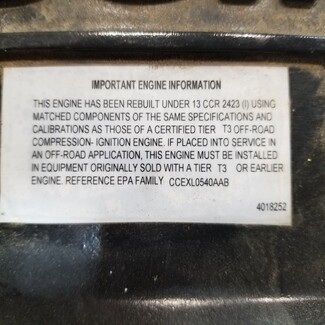 IMPORTANT ENGINE INFORMATION
THIS ENGINE HAS BEEN REBUILT UNDER 13 CCR 2423 (l) USING
MATCHED COMPONENTS OF THE SAME SPECIFICATIONS AND
CALIBRATIONS AS THOSE OF A CERTIFIED TIER T3 OFF-ROAD
COMPRESSION- IGNITION ENGINE. IF PLACED INTO SERVICE IN
AN OFF-ROAD APPLICATION, THIS ENGINE MUST BE INSTALLED
IN EQUIPMENT ORIGINALLY SOLD WITH A TIER T3 OR EARLIER
ENGINE. REFERENCE EPA FAMILY CCEXL0540AAB
4018252